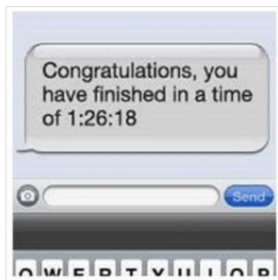 Congratulations, you
have finished in a time
of 1:26:18
Send
Q W E R T Y U I O P